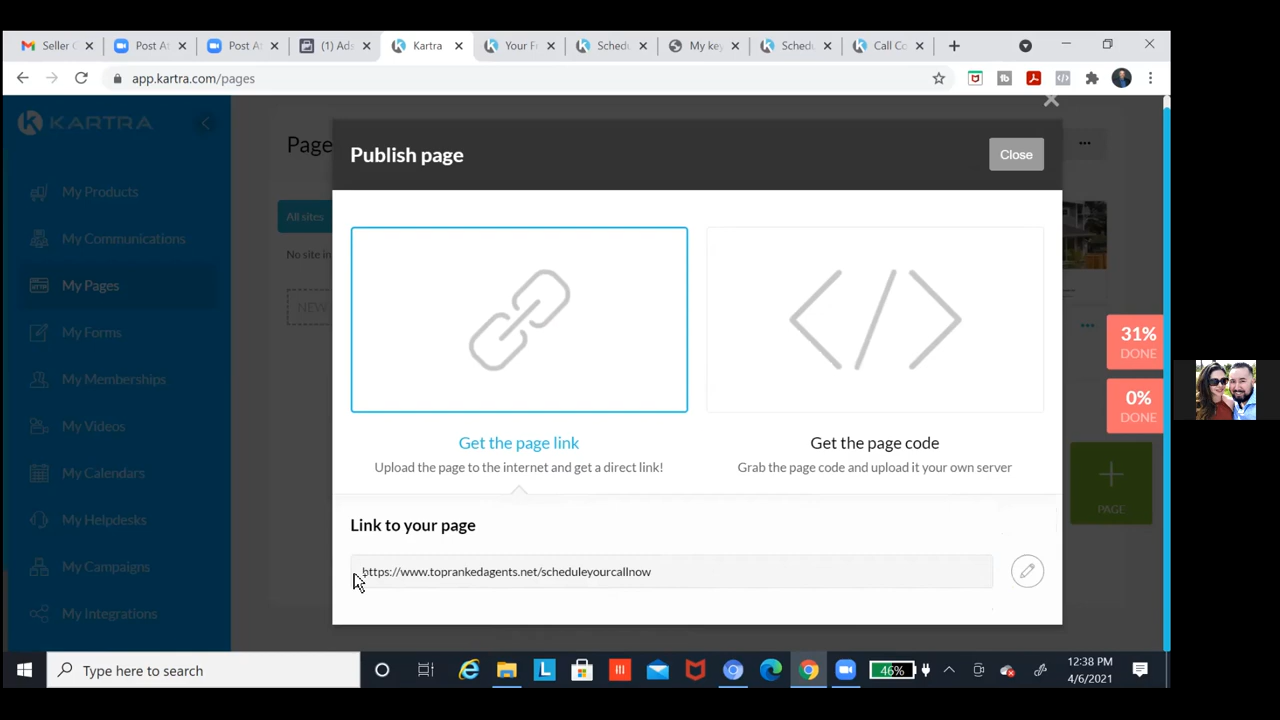 Seller C
Post At
Post At
(1) Ads
Kartra
Your Fr
Schedu
My key
Schedu
Call Co
app.kartra.com/pages
KARTRA
Page
Publish page
Close
My Products
All sites
My Communications
No site in
My Pages
NEW
My Forms
31%
DONE
My Memberships
0%
DONE
My Videos
Get the page link
Get the page code
Upload the page to the internet and get a direct link!
Grab the page code and upload it your own server
My Calendars
PAGE
My Helpdesks
Link to your page
My Campaigns
https://www.toprankedagents.net/scheduleyourcallnow
My Integrations
Type here to search
46%
12:38 PM
4/6/2021